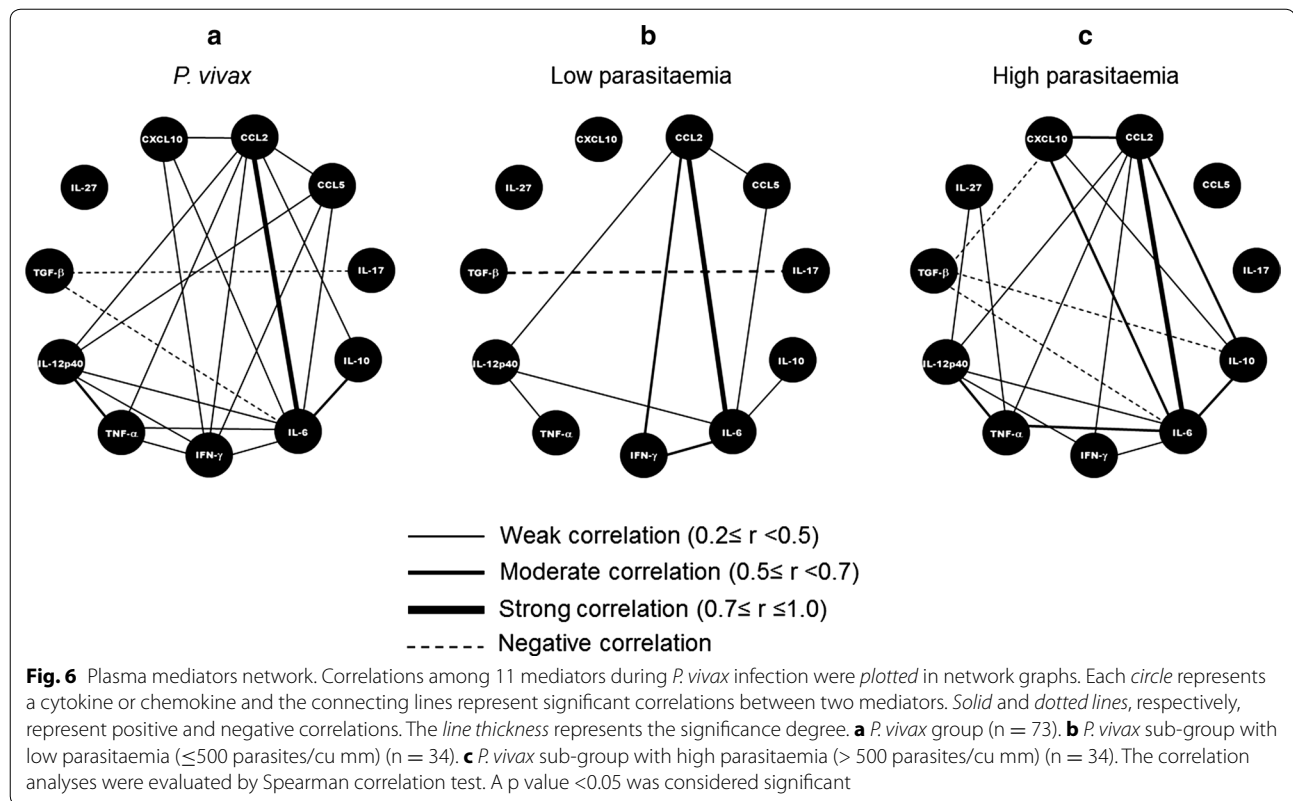 a
b
c
P. vivax
Low parasitaemia
High parasitaemia
CXCL10
CCL2
IL-27
CCL5
TGF-β
IL-17
IL-12p40
IL-10
TNF-α
IL-6
IFN-γ
CXCL10
CCL2
IL-27
CCL5
TGF-β
IL-17
IL-12p40
IL-10
TNF-α
IL-6
IFN-γ
CXCL10
CCL2
IL-27
CCL5
TGF-β
IL-17
IL-12p40
IL-10
TNF-α
IL-6
IFN-γ
Weak correlation (0.2≤ r <0.5)
Moderate correlation (0.5≤ r <0.7)
Strong correlation (0.7≤ r ≤1.0)
Negative correlation
Fig. 6 Plasma mediators network. Correlations among 11 mediators during P. vivax infection were plotted in network graphs. Each circle represents
a cytokine or chemokine and the connecting lines represent significant correlations between two mediators. Solid and dotted lines, respectively,
represent positive and negative correlations. The line thickness represents the significance degree. a P. vivax group (n = 73). b P. vivax sub-group with
low parasitaemia (≤500 parasites/cu mm) (n = 34). c P. vivax sub-group with high parasitaemia (> 500 parasites/cu mm) (n = 34). The correlation
analyses were evaluated by Spearman correlation test. A p value <0.05 was considered significant